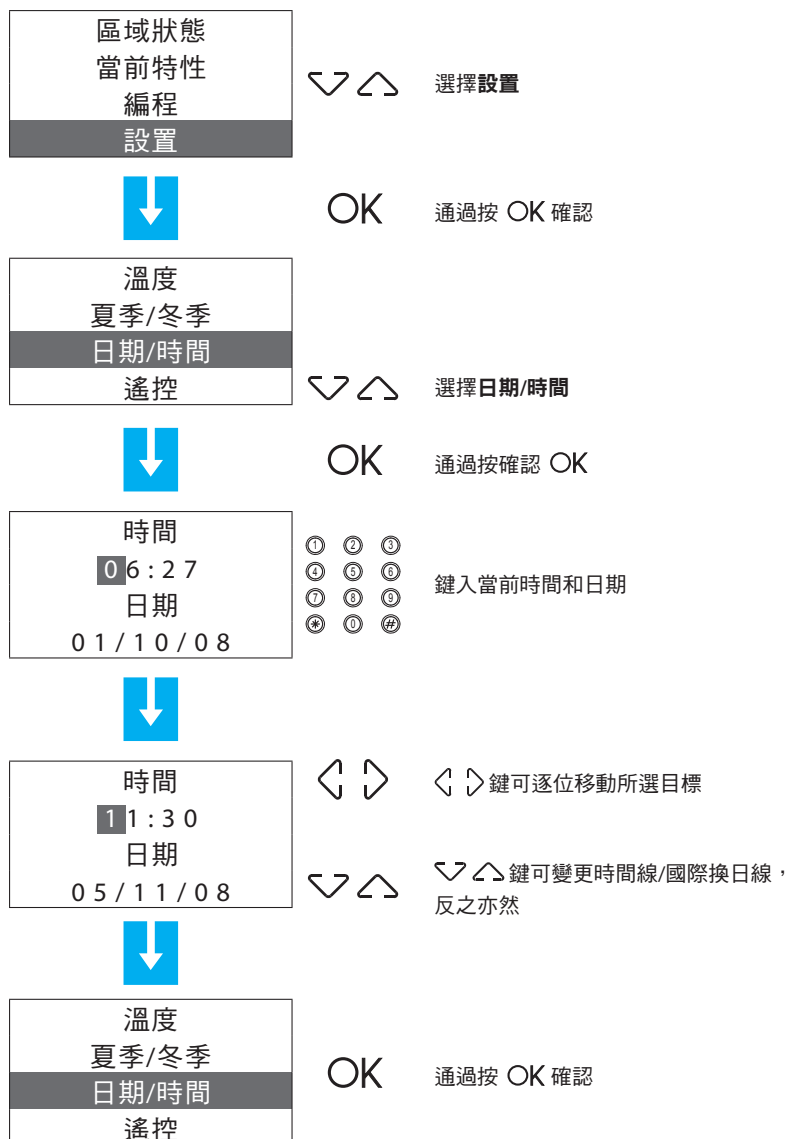 區域狀態
當前特性
編程
設置
選擇設置
OK
通過按 OK 確認
溫度
夏季/冬季
日期/時間
遙控
選擇日期/時間
OK
通過按確認 OK
時間
06:27
日期
01/10/08
1 2 3
4 5 6
7 8 9
* 0 #
鍵入當前時間和日期
時間
11:30
日期
05/11/08
鍵可逐位移動所選目標
鍵可變更時間線/國際換日線，
反之亦然
溫度
夏季/冬季
日期/時間
遙控
OK
通過按 OK 確認